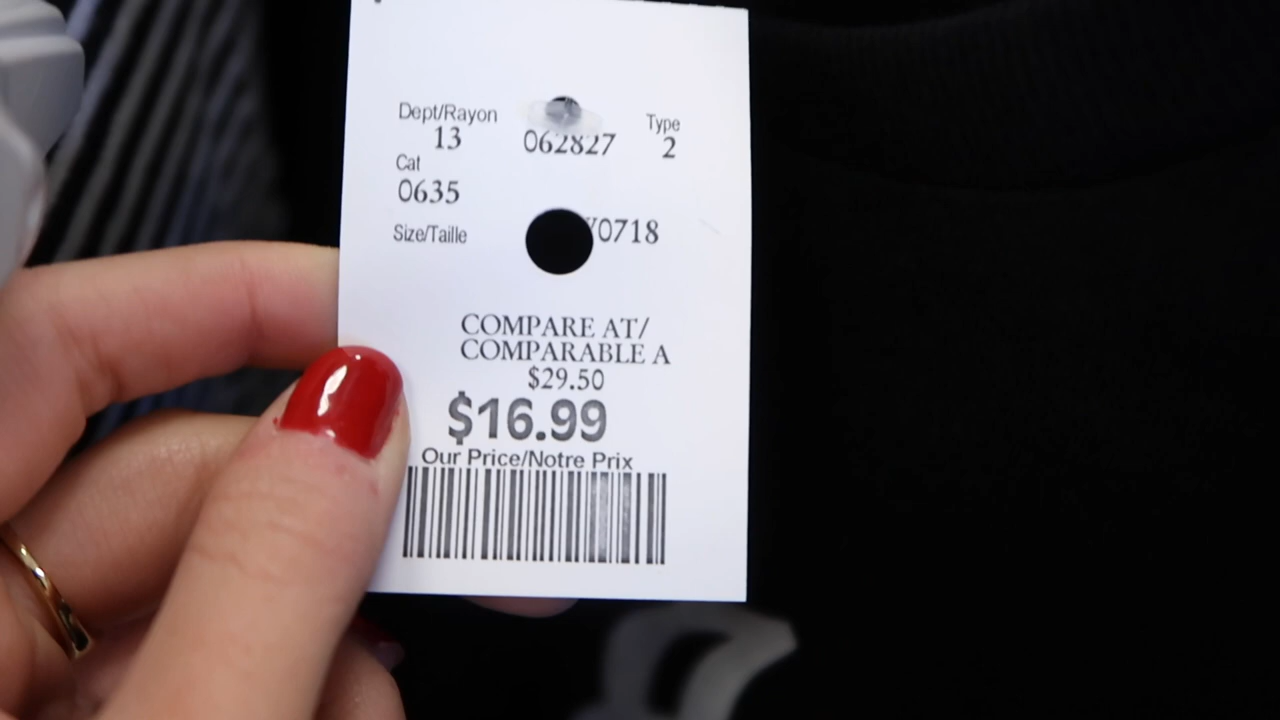 Dept/Rayon
13
062827
Type
2
Cat
0635
Size/Taille
0718
COMPARE AT/
COMPARABLE A
$29.50
$16.99
Our Price/Notre Prix